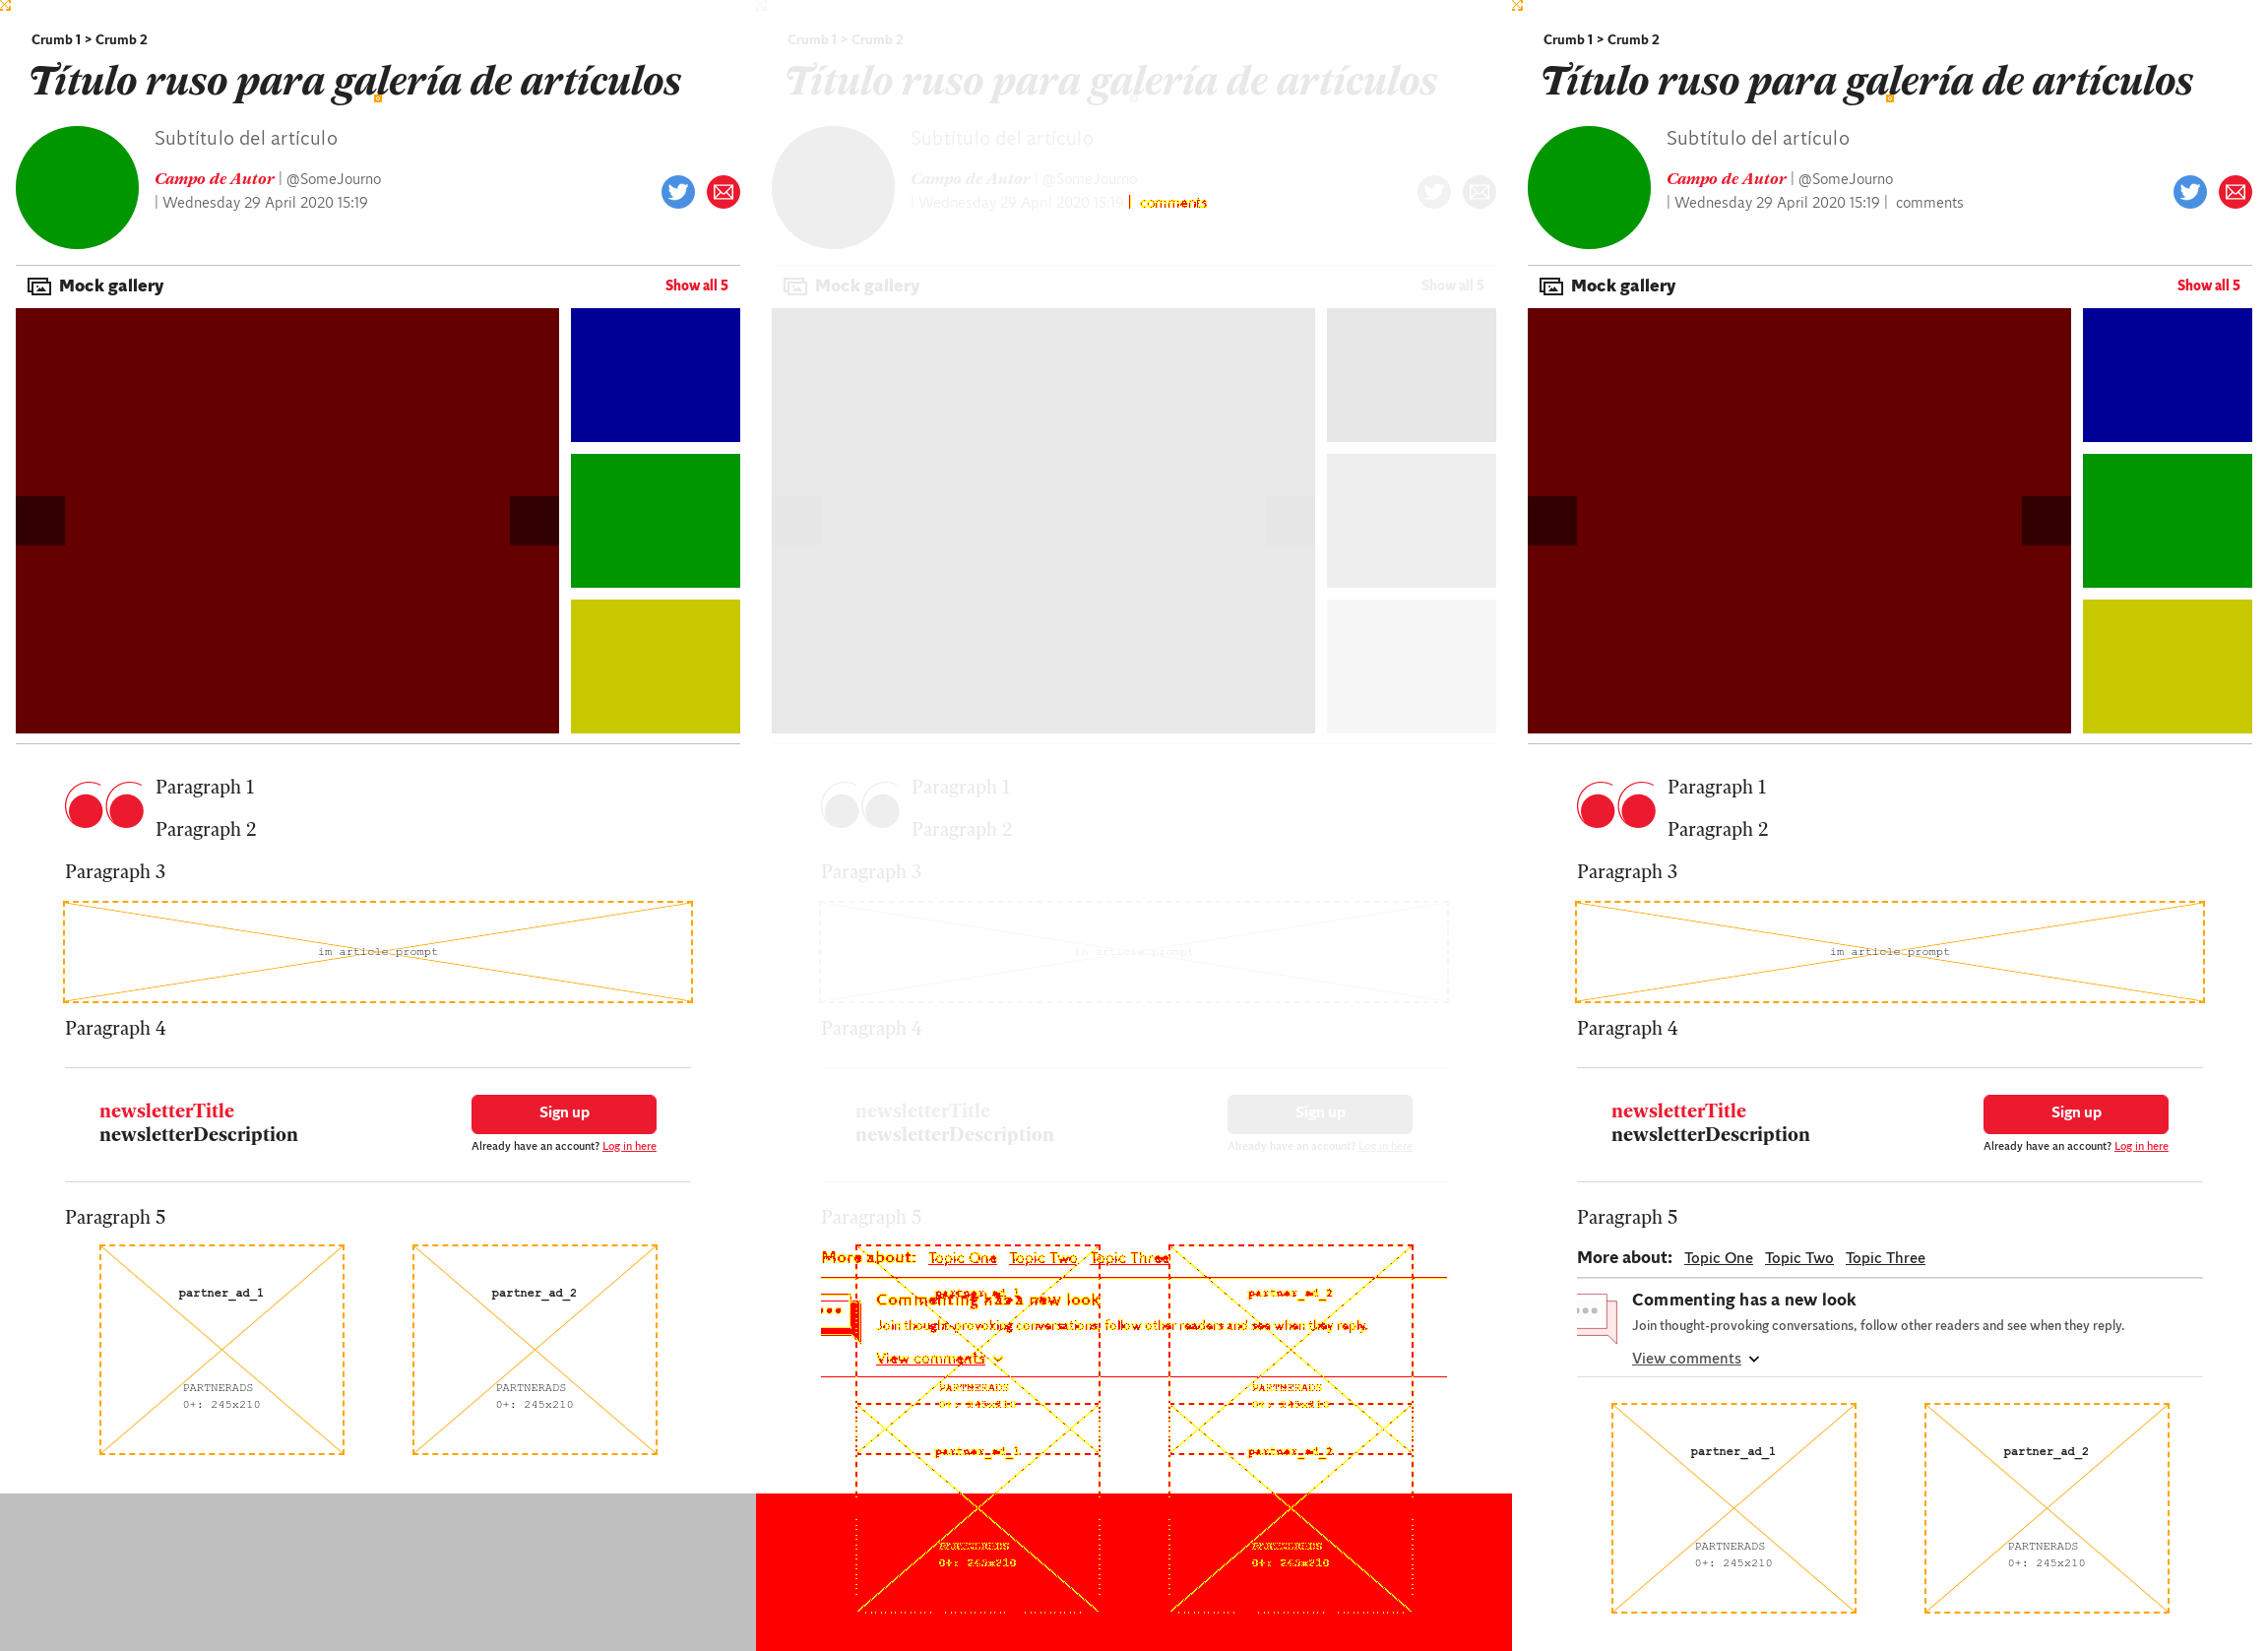 Crumb 1 > Crumb 2
Título ruso para galería de artículos
Subtítulo del artículo
Campo de Autor | @SomeJourno
| Wednesday 29 April 2020 15:19
Mock gallery
Show all 5
Paragraph 1
Paragraph 2
Paragraph 3
im article prompt
Paragraph 4
newsletterTitle
newsletterDescription
Sign up
Already have an account? Log in here
Paragraph 5
partner_ad_1
PARTNERADS
0+: 245x210
partner_ad_2
PARTNERADS
0+: 245x210
Crumb 1 > Crumb 2
Título ruso para galería de artículos
Subtítulo del artículo
Campo de Autor | @SomeJourno
| Wednesday 29 April 2020 15:19 | comments
Mock gallery
Show all 5
Paragraph 1
Paragraph 2
Paragraph 3
im article prompt
Paragraph 4
newsletterTitle
newsletterDescription
Sign up
Already have an account? Log in here
Paragraph 5
More about: Topic One Topic Two Topic Three
partner_ad_1
partner_ad_2
Commenting has a new look
Join thought-provoking conversations, follow other readers and see when they reply.
View comments
PARTNERADS
0+: 245x210
PARTNERADS
0+: 245x210
partner_ad_1
partner_ad_2
PARTNERADS
0+: 245x210
PARTNERADS
0+: 245x210
Crumb 1 > Crumb 2
Título ruso para galería de artículos
Subtítulo del artículo
Campo de Autor | @SomeJourno
| Wednesday 29 April 2020 15:19 | comments
Mock gallery
Show all 5
Paragraph 1
Paragraph 2
Paragraph 3
im article prompt
Paragraph 4
newsletterTitle
newsletterDescription
Sign up
Already have an account? Log in here
Paragraph 5
More about: Topic One Topic Two Topic Three
Commenting has a new look
Join thought-provoking conversations, follow other readers and see when they reply.
View comments
partner_ad_1
PARTNERADS
0+: 245x210
partner_ad_2
PARTNERADS
0+: 245x210